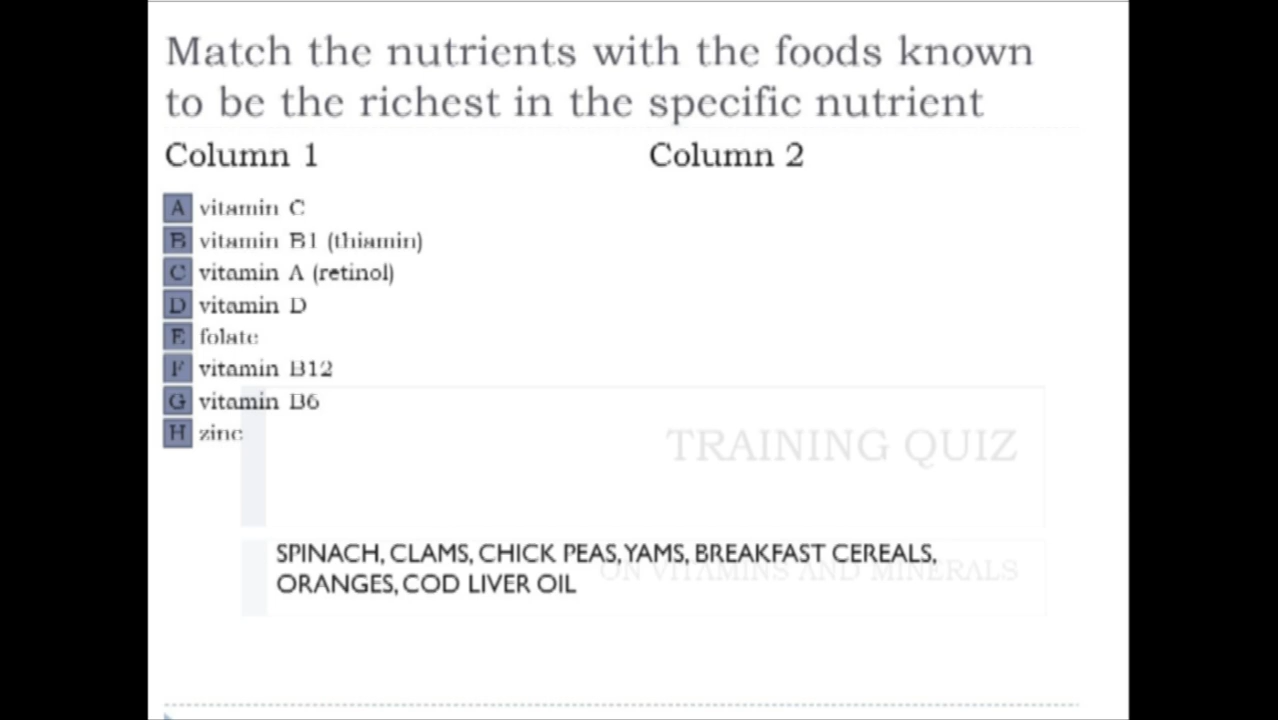 Match the nutrients with the foods known
to be the richest in the specific nutrient
Column 1
Column 2
A vitamin C
B vitamin B1 (thiamin)
C vitamin A (retinol)
D vitamin D
E folate
F vitamin B12
G vitamin B6
H zinc
TRAINING QUIZ
SPINACH, CLAMS, CHICK PEAS, YAMS, BREAKFAST CEREALS,
ON VITAMINS AND MINERALS
ORANGES, COD LIVER OIL